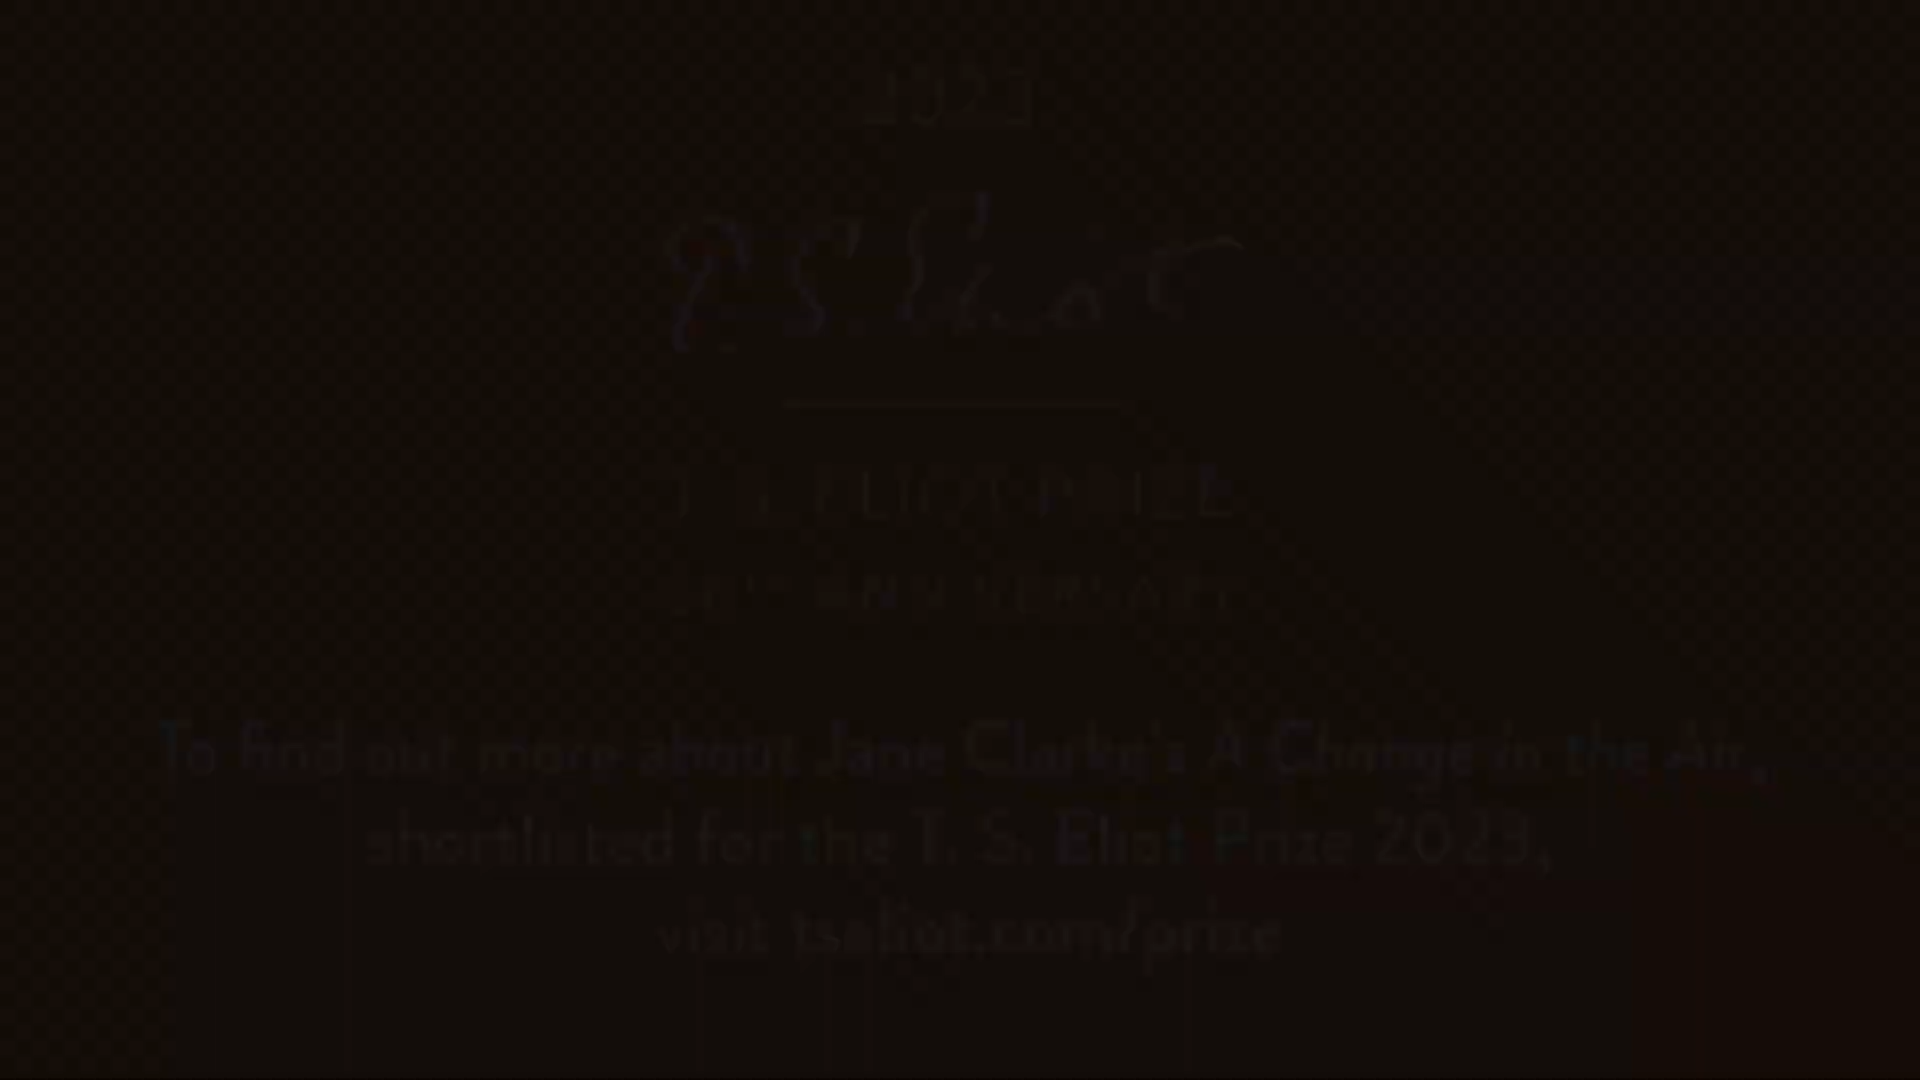 2023
T. S. Eliot
T. S. ELIOT PRIZE
To find out more about Jane Clarke's A Change in the Air,
shortlisted for the T. S. Eliot Prize 2023,
visit tseliot.com/prize